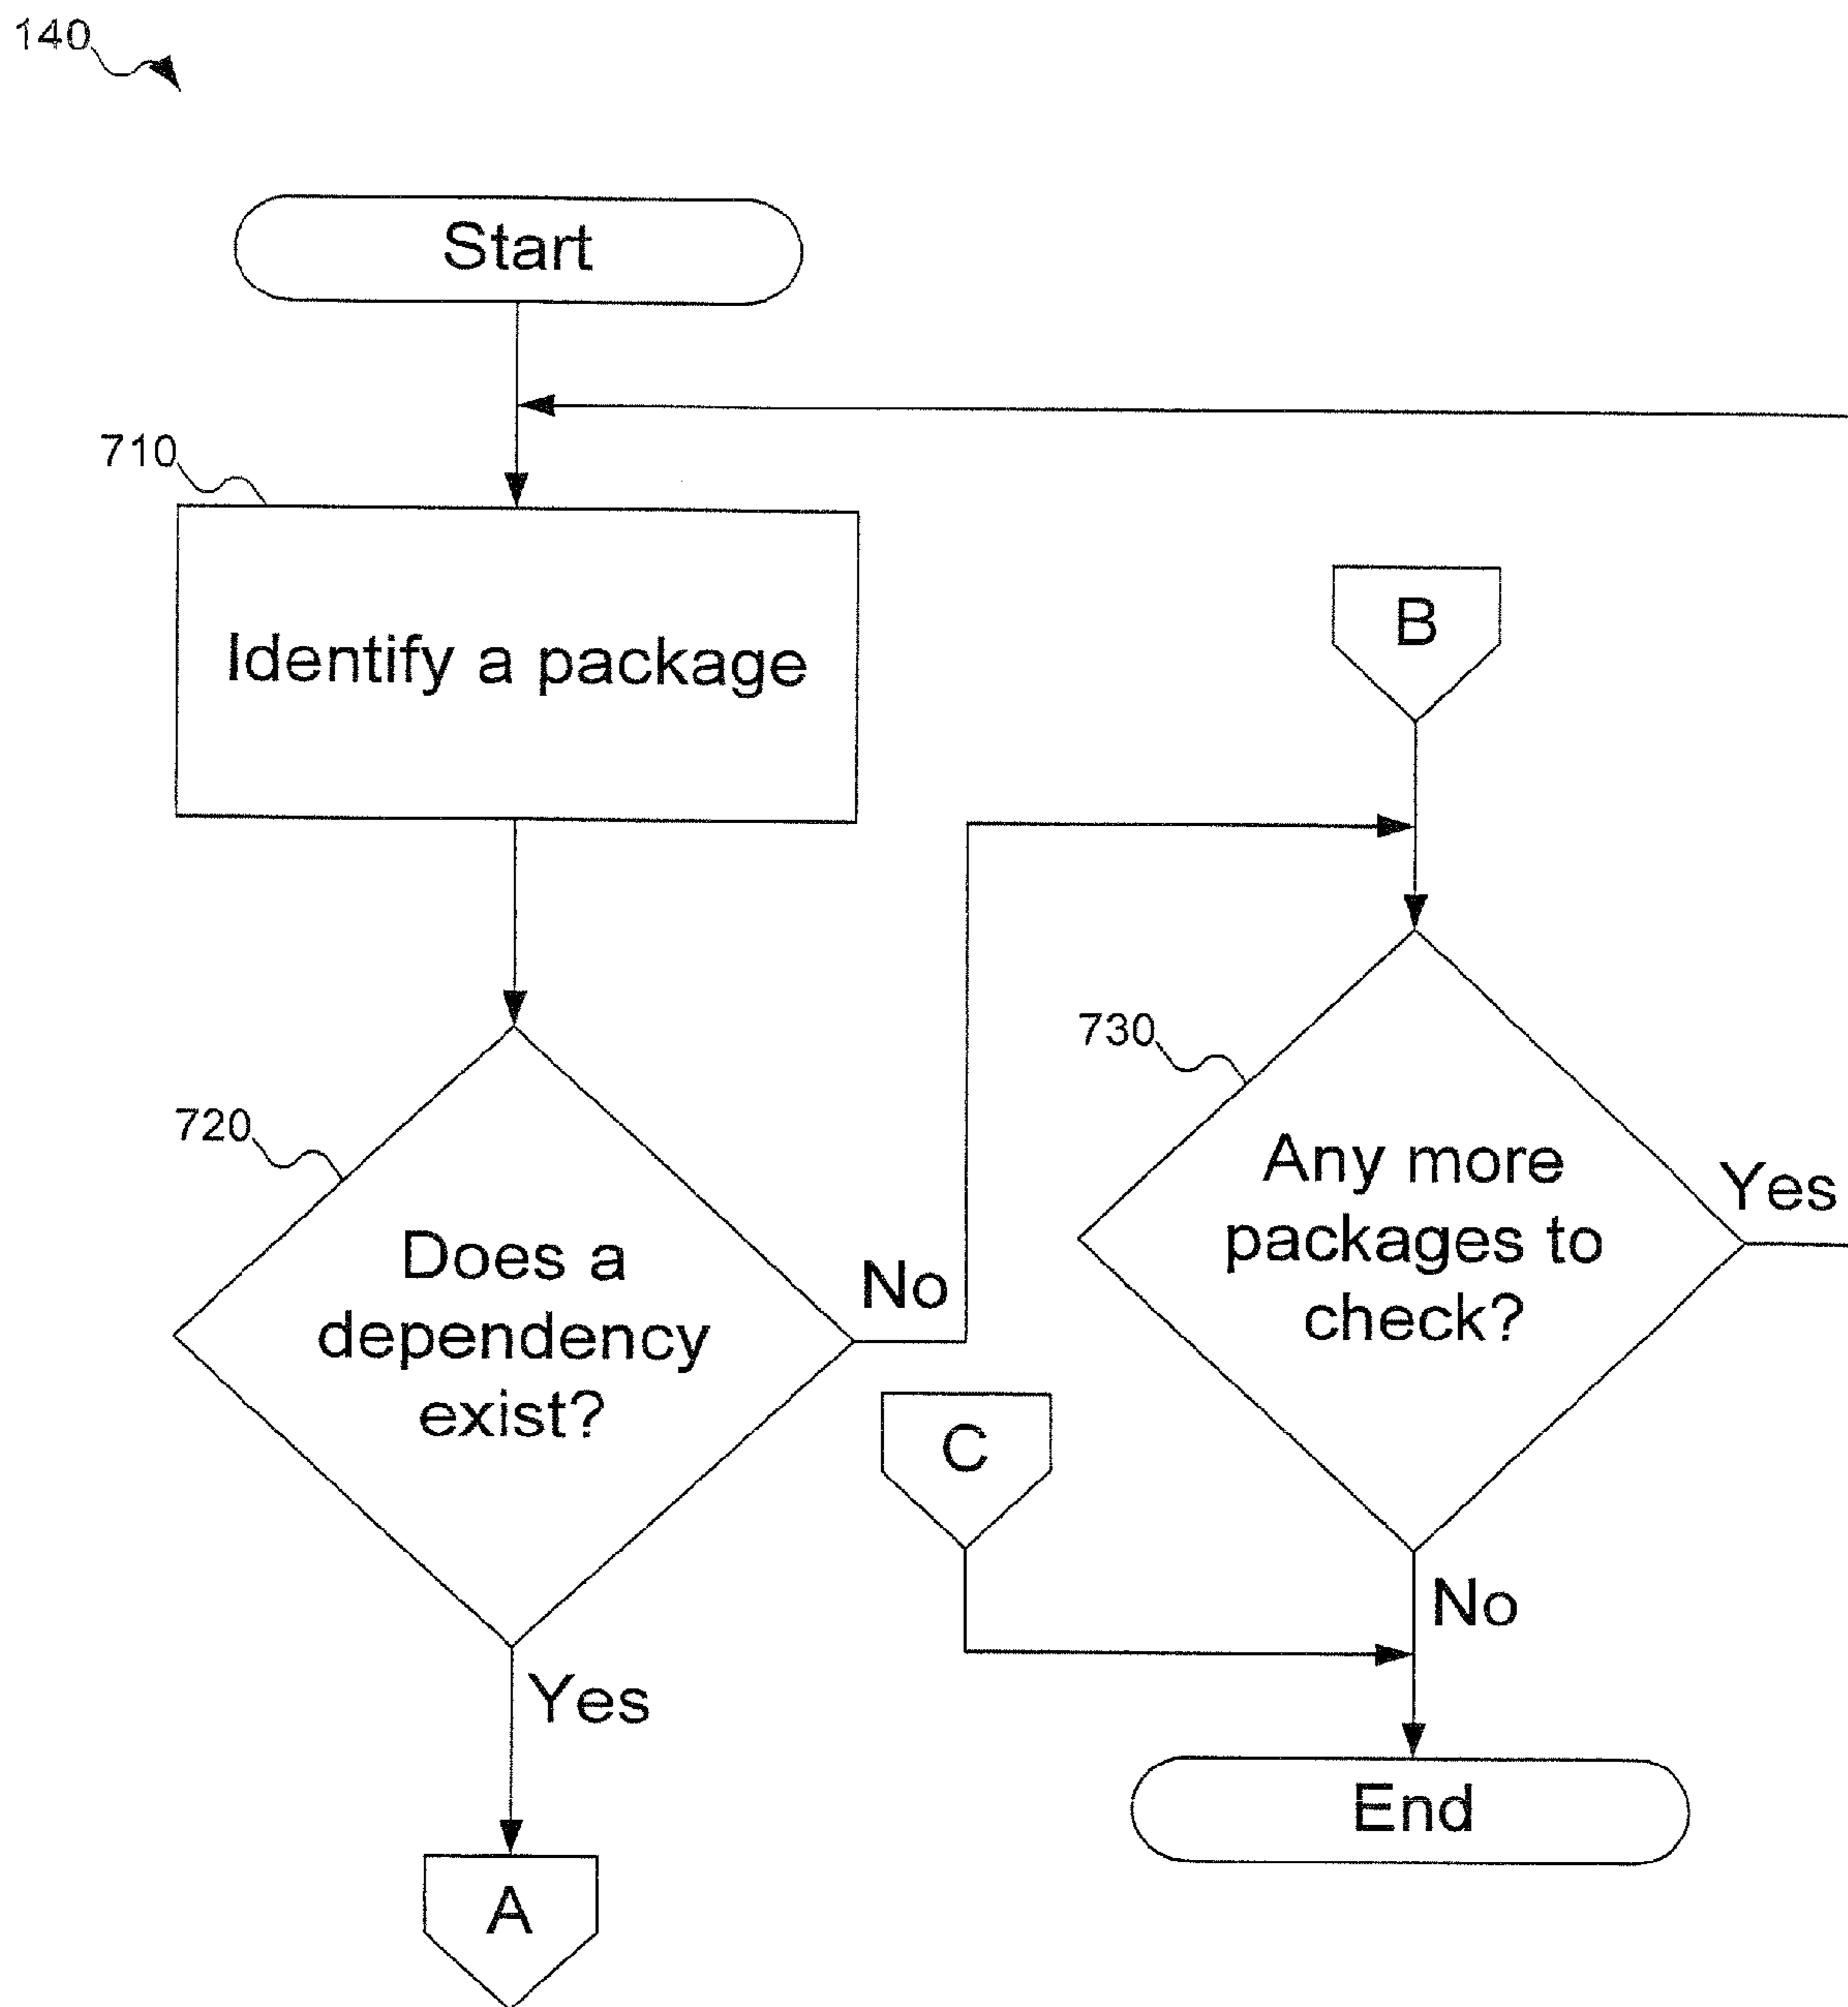 140
Start
710
Identify a package
B
720
Does a
dependency
exist?
No
730
Any more
packages to
check?
Yes
C
No
Yes
End
A